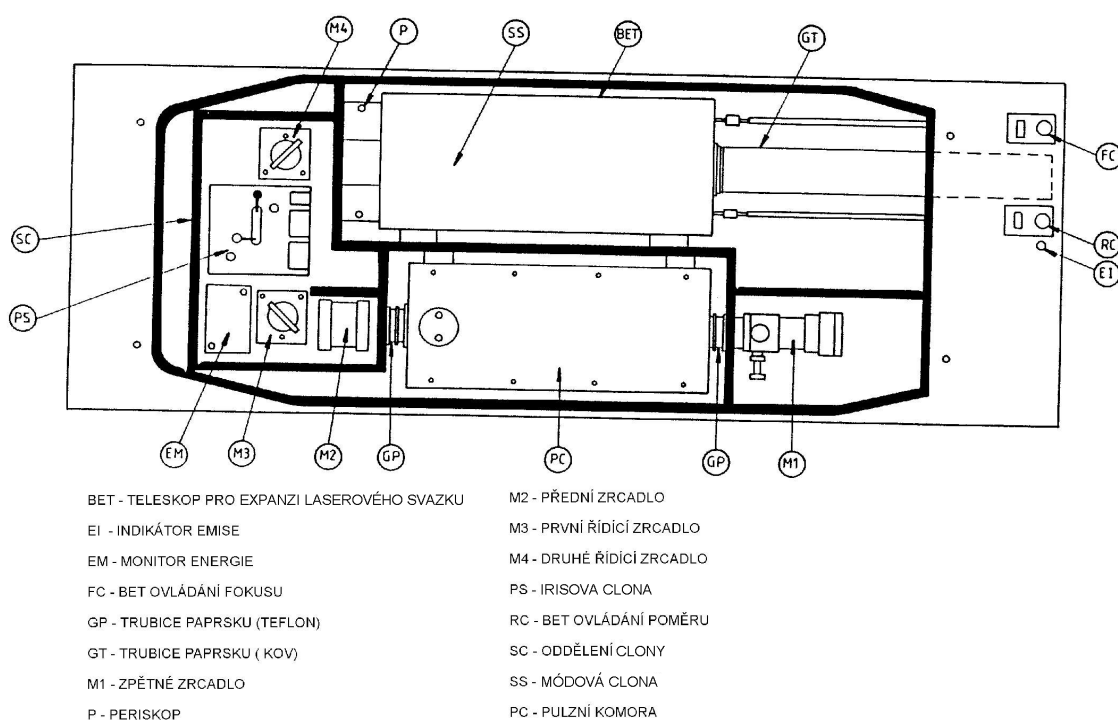 M4
P
SS
BET
GT
FC
RC
EI
SC
PS
EM
M3
M2
GP
PC
GP
M1
BET - TELESKOP PRO EXPANZI LASEROVÉHO SVAZKU
EI - INDIKÁTOR EMISE
EM - MONITOR ENERGIE
FC - BET OVLÁDÁNÍ FOKUSU
GP - TRUBICE PAPRSKU (TEFLON)
GT - TRUBICE PAPRSKU ( KOV)
M1 - ZPĚTNÉ ZRCADLO
P - PERISKOP
M2 - PŘEDNÍ ZRCADLO
M3 - PRVNÍ ŘÍDÍCÍ ZRCADLO
M4 - DRUHÉ ŘÍDÍCÍ ZRCADLO
PS - IRISOVA CLONA
RC - BET OVLÁDÁNÍ POMĚRU
SC - ODDĚLENÍ CLONY
SS - MÓDOVÁ CLONA
PC - PULZNÍ KOMORA